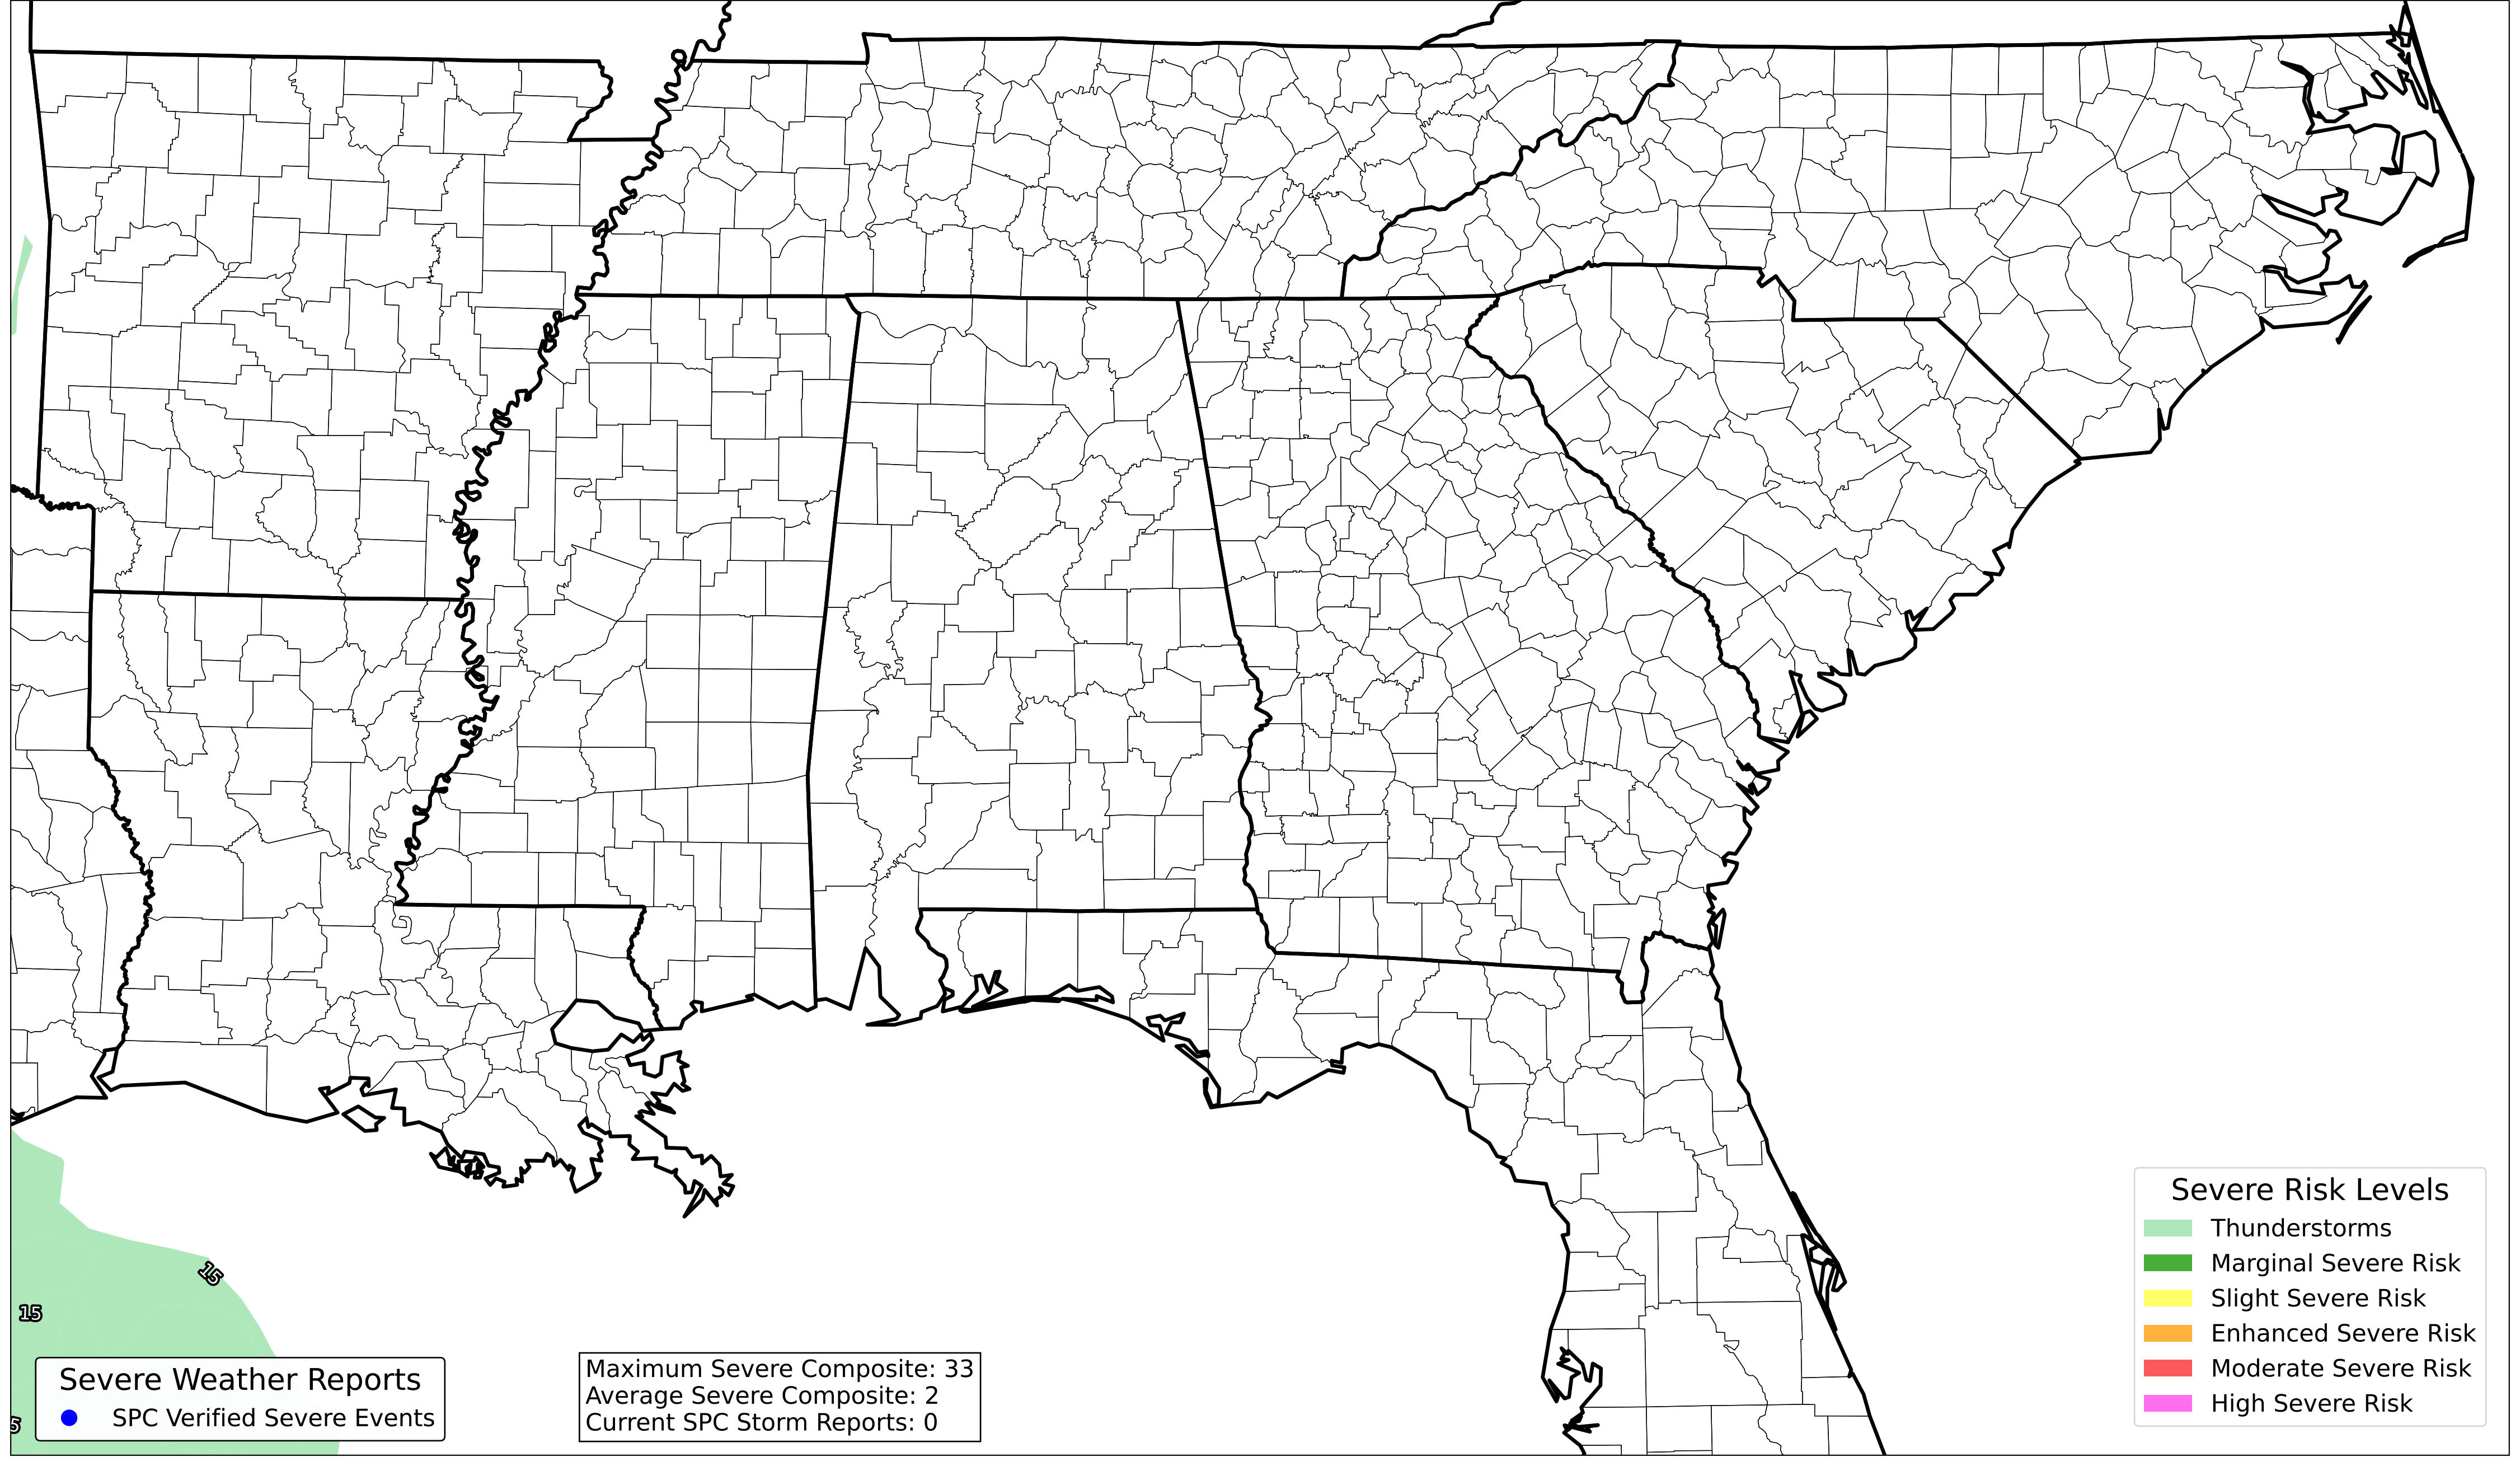 15
15
5
Severe Weather Reports
SPC Verified Severe Events
Maximum Severe Composite: 33
Average Severe Composite: 2
Current SPC Storm Reports: 0
Severe Risk Levels
Thunderstorms
Marginal Severe Risk
Slight Severe Risk
Enhanced Severe Risk
Moderate Severe Risk
High Severe Risk